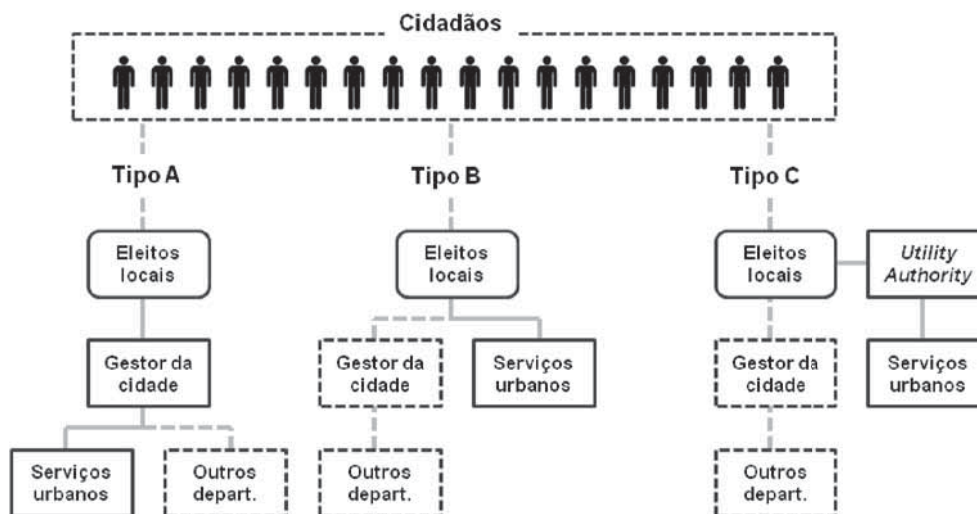 Cidadãos
Tipo A
Tipo B
Tipo C
Eleitos
locais
Eleitos
locais
Eleitos
locais
Utility
Authority
Gestor da
cidade
Gestor da
cidade
Serviços
urbanos
Gestor da
cidade
Serviços
urbanos
Serviços
urbanos
Outros
depart.
Outros
depart.
Outros
depart.